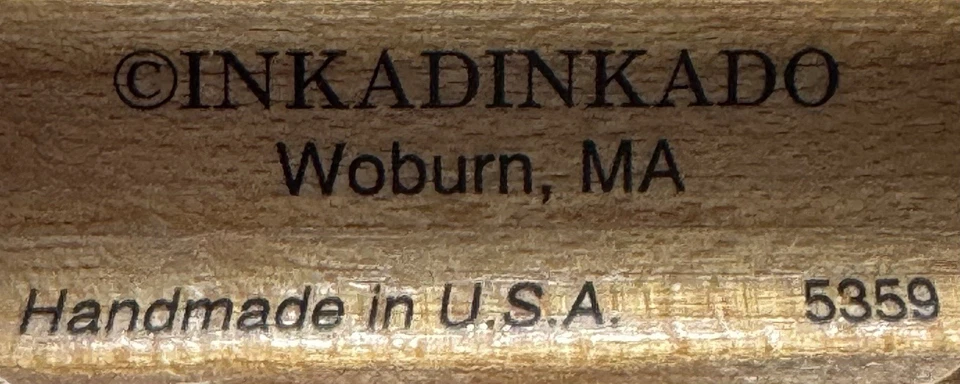 ©INKADINKADO
Woburn, MA
Handmade in U.S.A. 5359